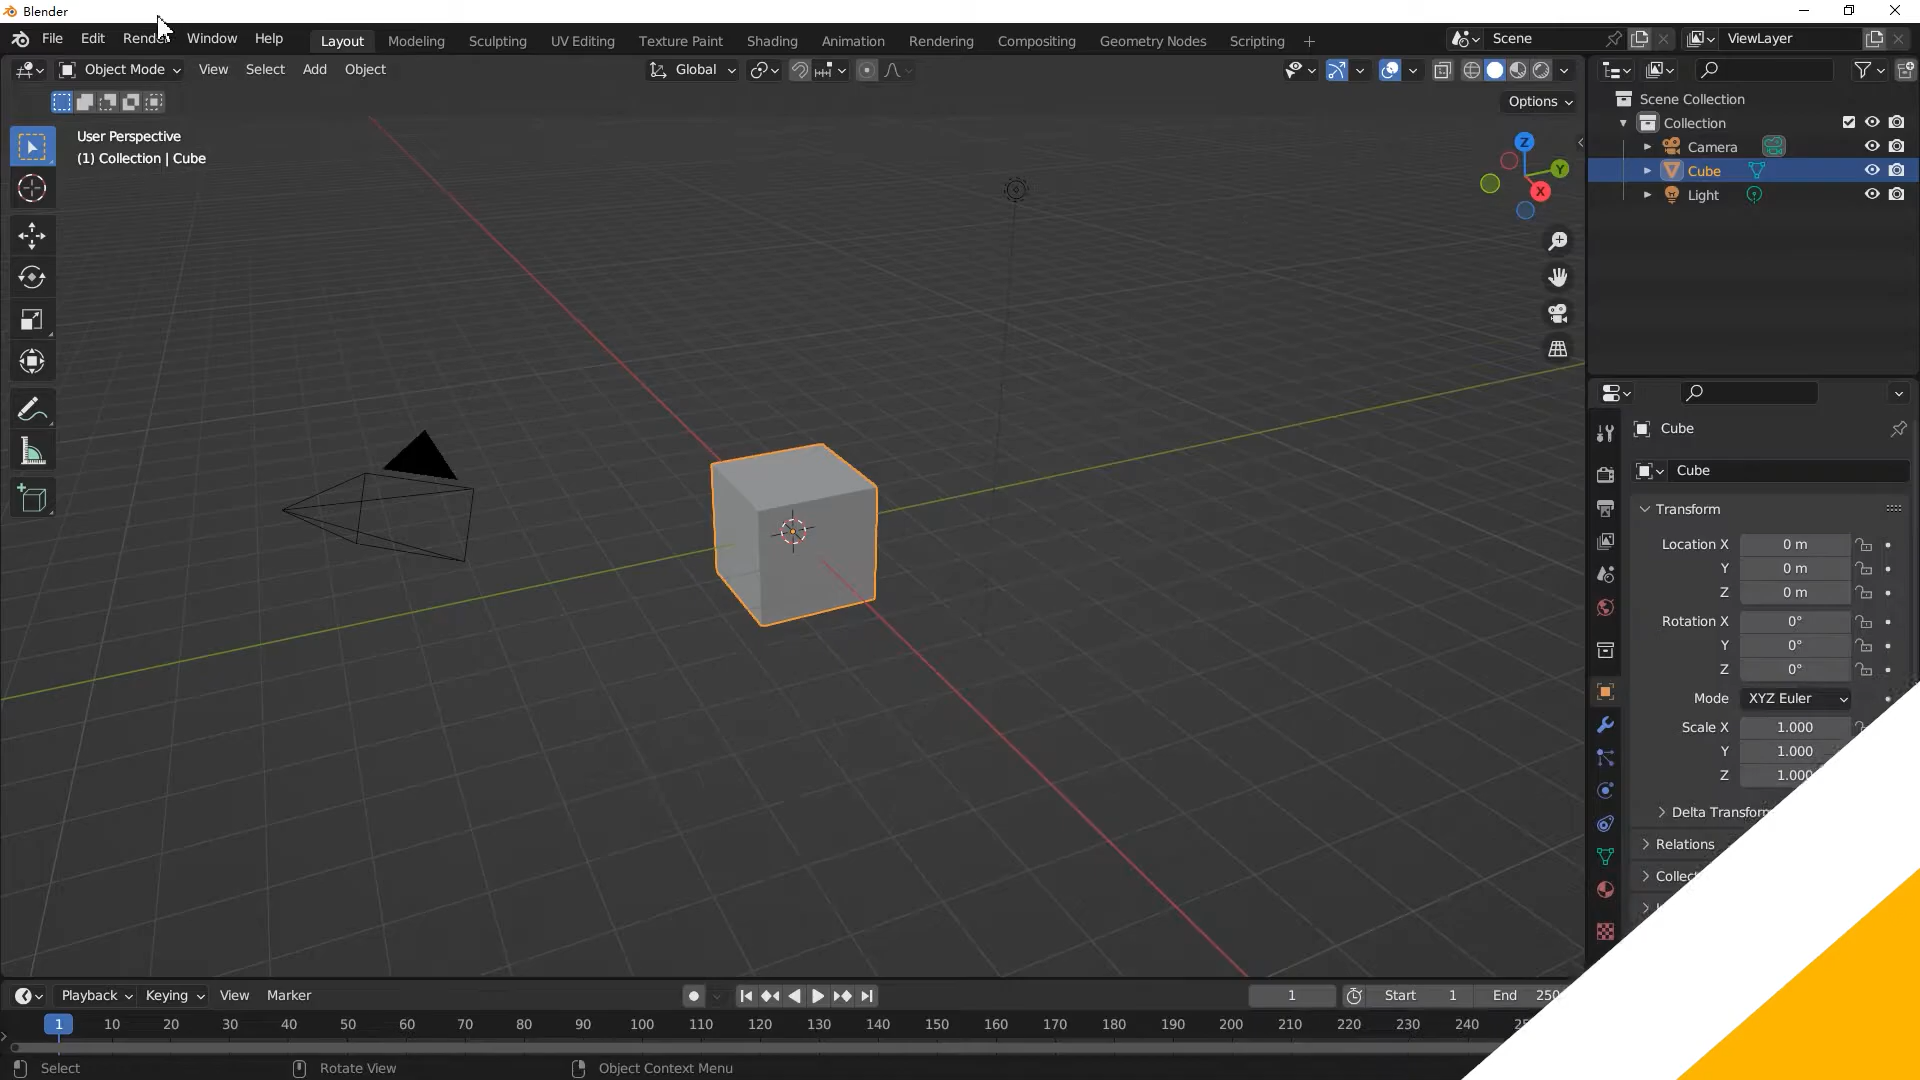 Blender
File Edit Render Window Help Layout Modeling Sculpting UV Editing Texture Paint Shading Animation Rendering Compositing Geometry Nodes Scripting + Scene ViewLayer
Object Mode View Select Add Object Global
Options
User Perspective
(1) Collection | Cube
Z
Y
X
Scene Collection
Collection
Camera
Cube
Light
Cube
Cube
Transform
Location X 0 m
Y 0 m
Z 0 m
Rotation X 0°
Y 0°
Z 0°
Mode XYZ Euler
Scale X 1.000
Y 1.000
Z 1.000
Delta Transform
Relations
Collec
Playback Keying View Marker 1 Start 1 End 250
1 10 20 30 40 50 60 70 80 90 100 110 120 130 140 150 160 170 180 190 200 210 220 230 240
Select Rotate View Object Context Menu